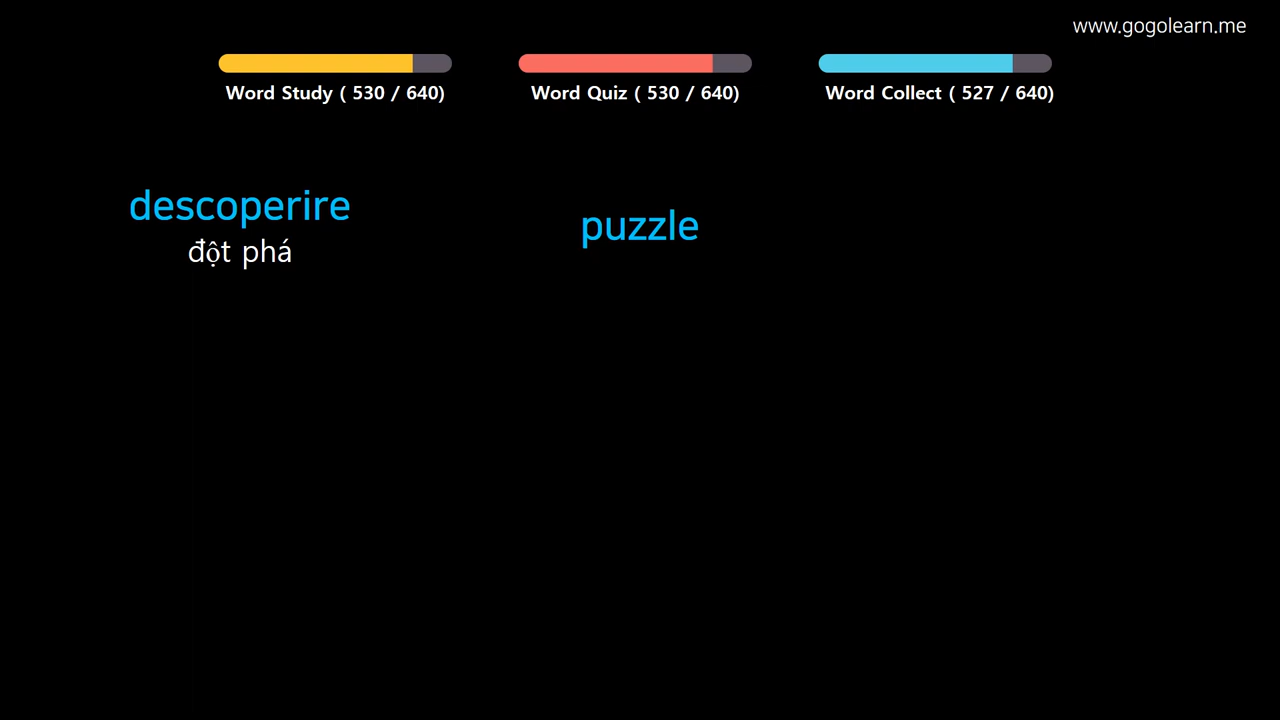 www.gogolearn.me
Word Study ( 530 / 640)
Word Quiz ( 530 / 640)
Word Collect ( 527 / 640)
descoperire
đột phá
puzzle